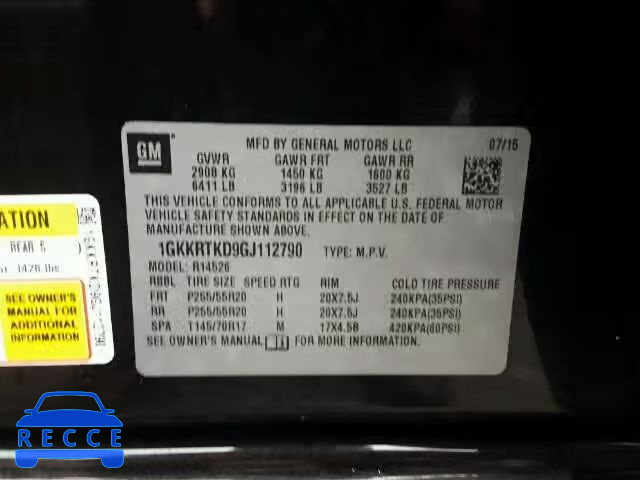 GM
MFD BY GENERAL MOTORS LLC 07/16
GVWR GAWR FRT GAWR RR
2908 KG 1450 KG 1600 KG
6411 LB 3196 LB 3527 LB
THIS VEHICLE CONFORMS TO ALL APPLICABLE U.S. FEDERAL MOTOR
VEHICLE SAFETY STANDARDS IN EFFECT ON THE DATE OF
MANUFACTURE SHOWN ABOVE.
1GKKRTKD9GJ112790 TYPE: M.P.V.
MODEL: R14526
RBBL TIRE SIZE SPEED RTG RIM COLD TIRE PRESSURE
FRT P255/55R20 H 20X7.5J 240KPA(35PSI)
RR P255/55R20 H 20X7.5J 240KPA(35PSI)
SPA T145/70R17 M 17X4.5B 420KPA(60PSI)
SEE OWNER'S MANUAL FOR MORE INFORMATION.
ATION
REAR 5 )
1428 lbs
SEE OWNER'S
MANUAL FOR
ADDITIONAL
INFORMATION
RECCE